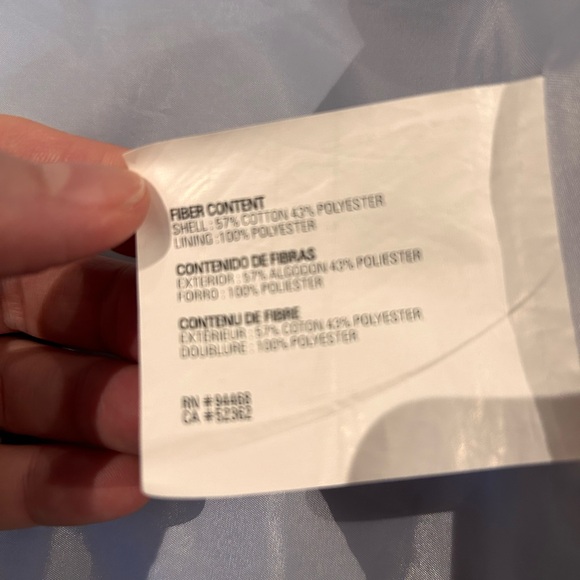 FIBER CONTENT
SHELL : 57% COTTON 43% POLYESTER
LINING :100% POLYESTER
CONTENIDO DE FIBRAS
EXTERIOR : 57% ALGODON 43% POLIESTER
FORRO : 100% POLIESTER
CONTENU DE FIBRE
EXTÉRIEUR : 57% COTON 43% POLYESTER
DOUBLURE : 100% POLYESTER
RN #94468
CA #52362